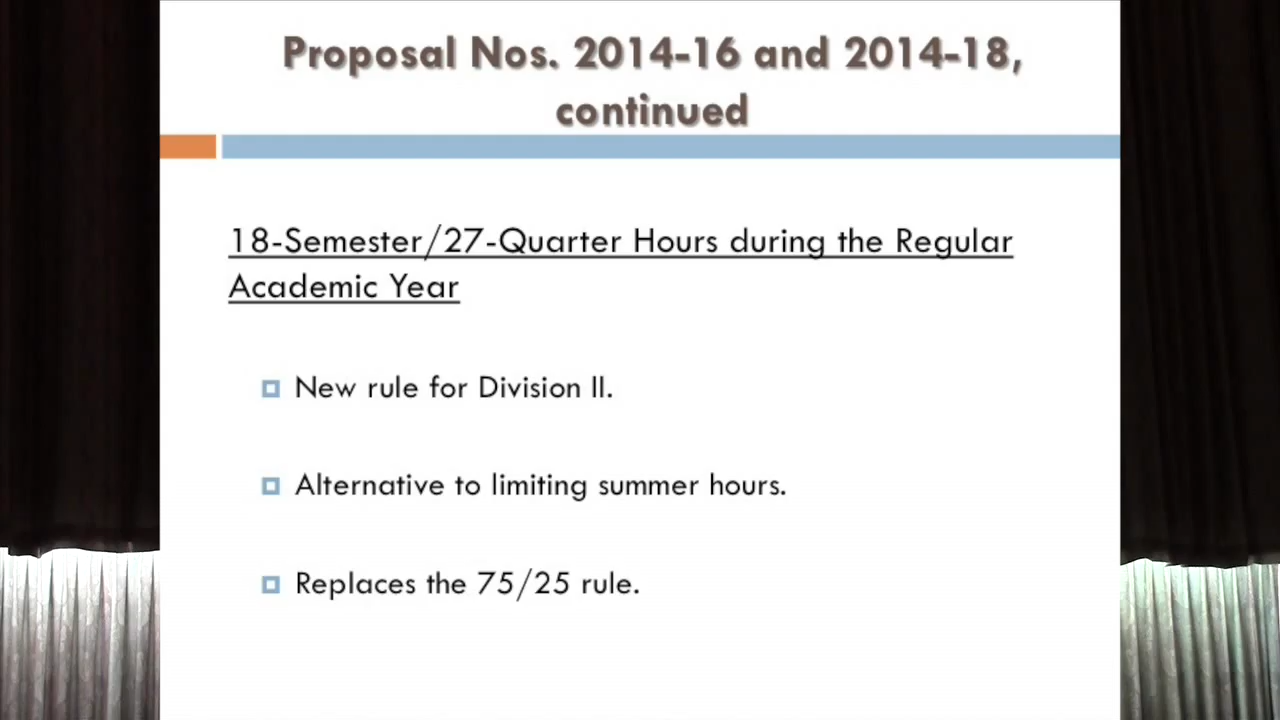 Proposal Nos. 2014-16 and 2014-18,
continued
18-Semester/27-Quarter Hours during the Regular
Academic Year
New rule for Division II.
Alternative to limiting summer hours.
Replaces the 75/25 rule.